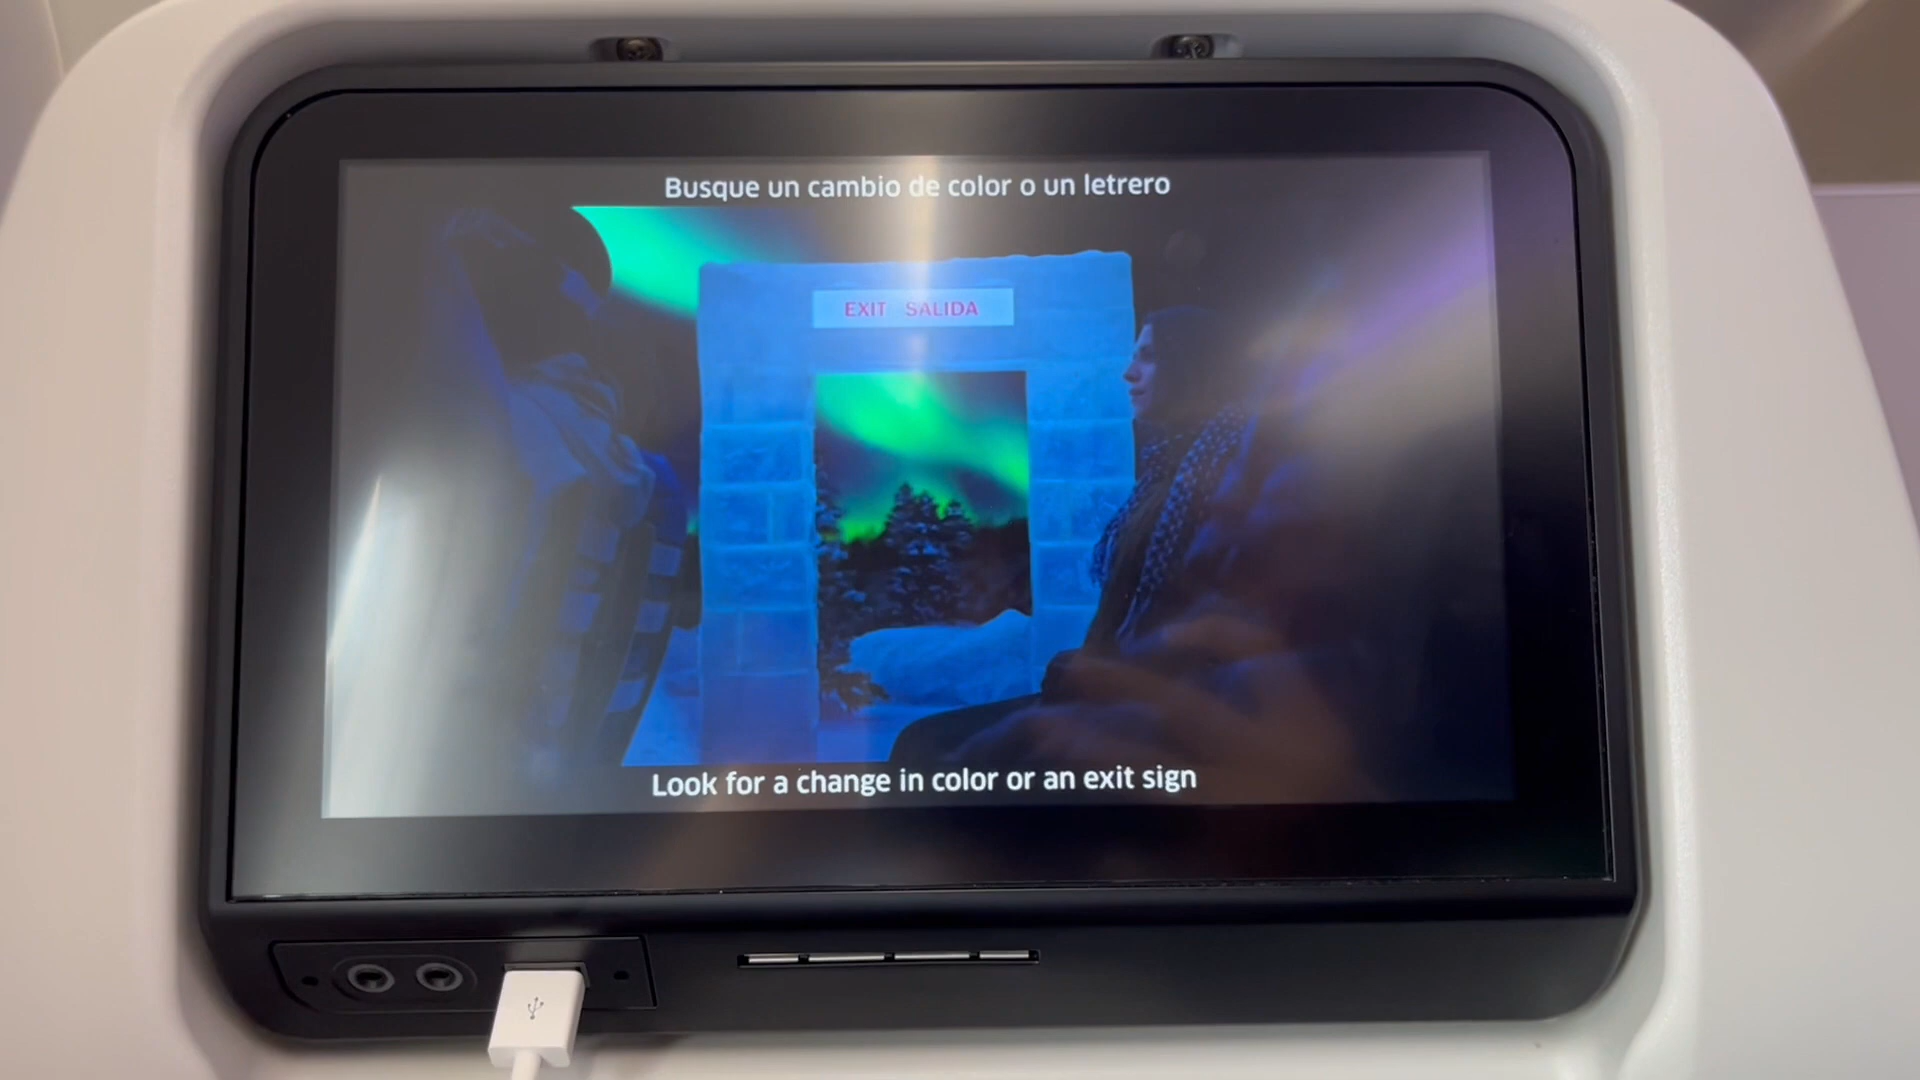 Busque un cambio de color o un letrero
EXIT SALIDA
Look for a change in color or an exit sign